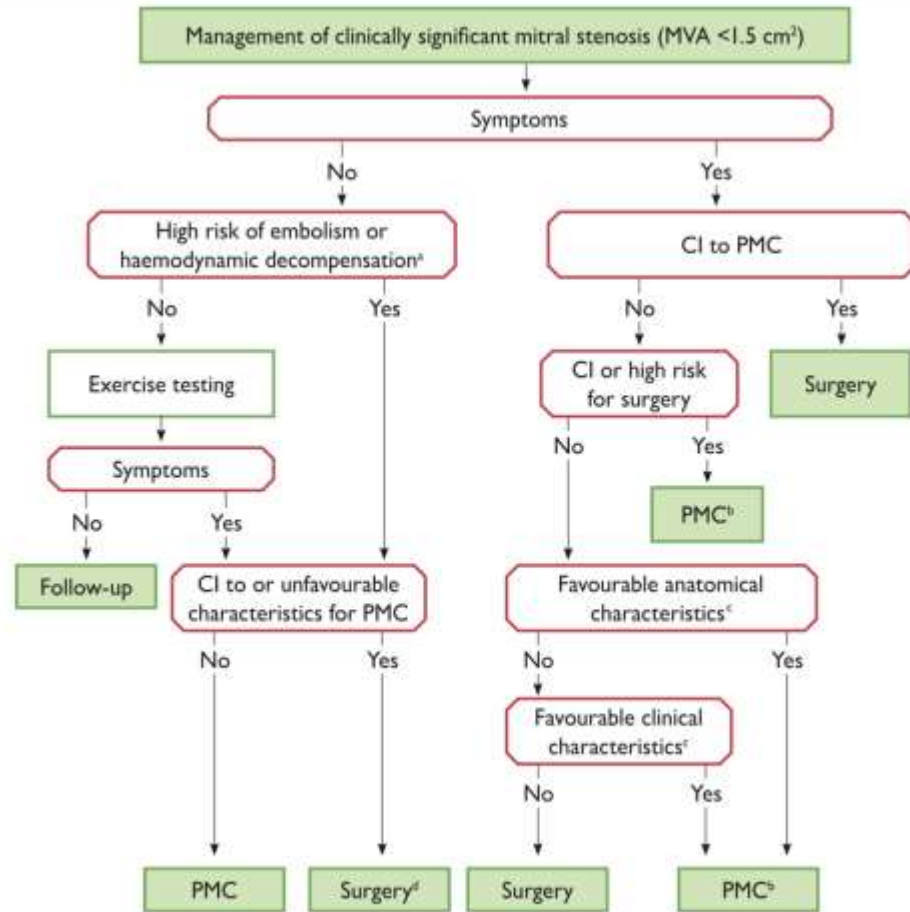 Management of clinically significant mitral stenosis (MVA <1.5 cm²)
Symptoms
No
Yes
High risk of embolism or
haemodynamic decompensationᵃ
CI to PMC
No
Yes
No
Yes
Exercise testing
CI or high risk
for surgery
Surgery
Symptoms
No
Yes
No
Yes
PMCᵇ
Follow-up
CI to or unfavourable
characteristics for PMC
Favourable anatomical
characteristicsᶜ
No
Yes
No
Yes
Favourable clinical
characteristicsᶜ
No
Yes
PMC
Surgeryᵈ
Surgery
PMCᵇ